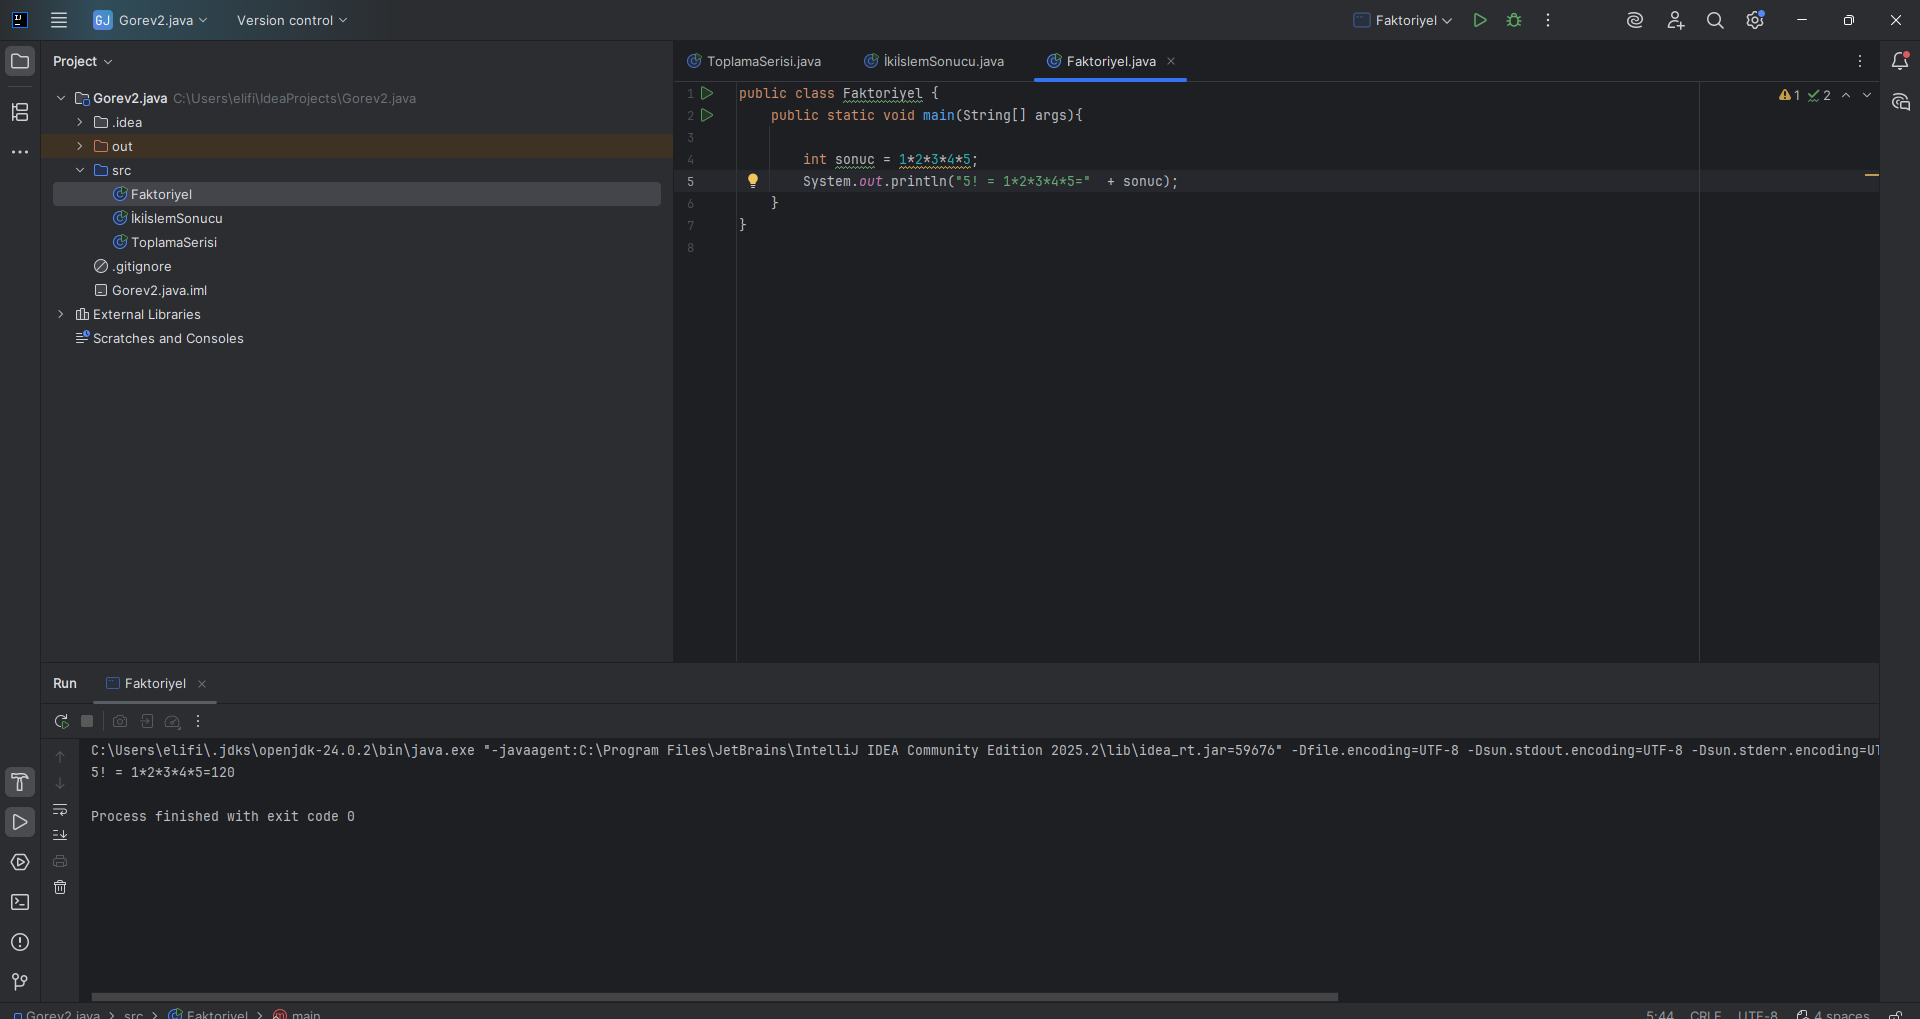 GJ Gorev2.java Version control Faktoriyel
Project
ToplamaSerisi.java İkiİslemSonucu.java Faktoriyel.java
Gorev2.java C:\Users\elifi\IdeaProjects\Gorev2.java
.idea
out
src
Faktoriyel
İkiİslemSonucu
ToplamaSerisi
.gitignore
Gorev2.java.iml
External Libraries
Scratches and Consoles
1 public class Faktoriyel {
2 public static void main(String[] args){
3
4 int sonuc = 1*2*3*4*5;
5 System.out.println("5! = 1*2*3*4*5="  + sonuc);
6 }
7 }
8
1 2
Run Faktoriyel
C:\Users\elifi\.jdks\openjdk-24.0.2\bin\java.exe "-javaagent:C:\Program Files\JetBrains\IntelliJ IDEA Community Edition 2025.2\lib\idea_rt.jar=59676" -Dfile.encoding=UTF-8 -Dsun.stdout.encoding=UTF-8 -Dsun.stderr.encoding=UT
5! = 1*2*3*4*5=120
Process finished with exit code 0
Gorev2.java > src > Faktoriyel > main 5:44 CRLF UTF-8 4 spaces